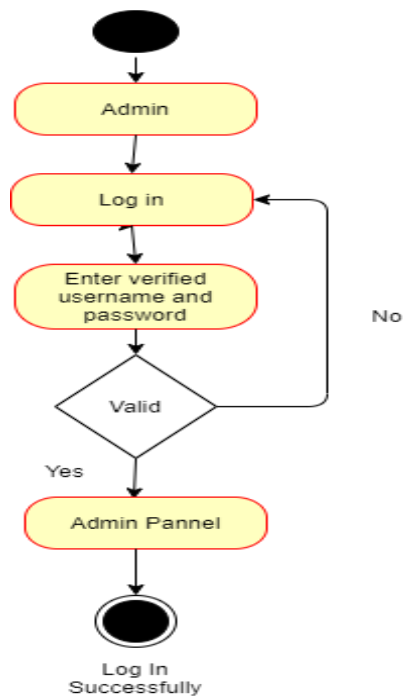 Admin
Log in
Enter verified
username and
password
No
Valid
Yes
Admin Pannel
Log In
Successfully